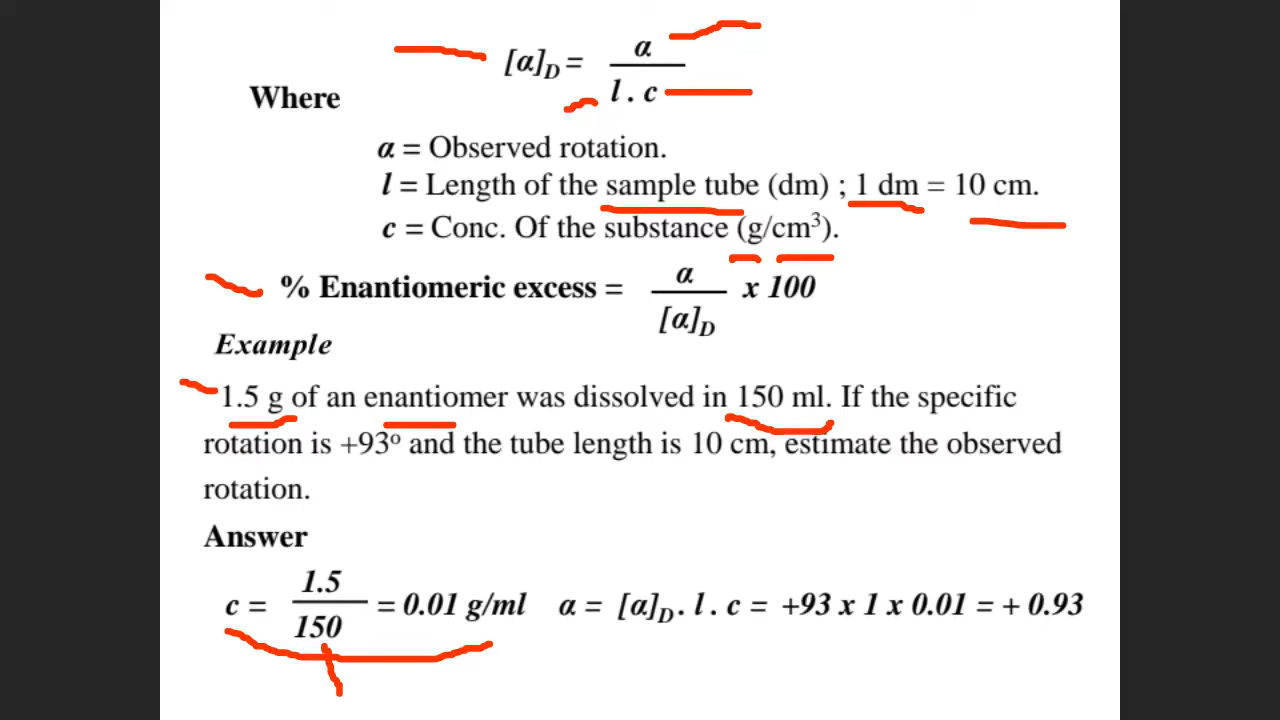 [α]D = α / l . c
Where
α = Observed rotation.
l = Length of the sample tube (dm) ; 1 dm = 10 cm.
c = Conc. Of the substance (g/cm³).
% Enantiomeric excess = α / [α]D x 100
Example
1.5 g of an enantiomer was dissolved in 150 ml. If the specific
rotation is +93º and the tube length is 10 cm, estimate the observed
rotation.
Answer
c = 1.5 / 150 = 0.01 g/ml α = [α]D . l . c = +93 x 1 x 0.01 = + 0.93